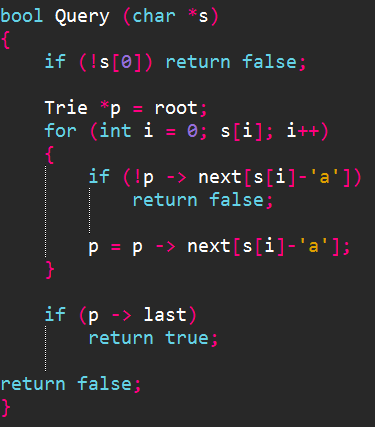 bool Query (char *s)
{
    if (!s[0]) return false;

    Trie *p = root;
    for (int i = 0; s[i]; i++)
    {
        if (!p -> next[s[i]-'a'])
            return false;

        p = p -> next[s[i]-'a'];
    }

    if (p -> last)
        return true;

return false;
}